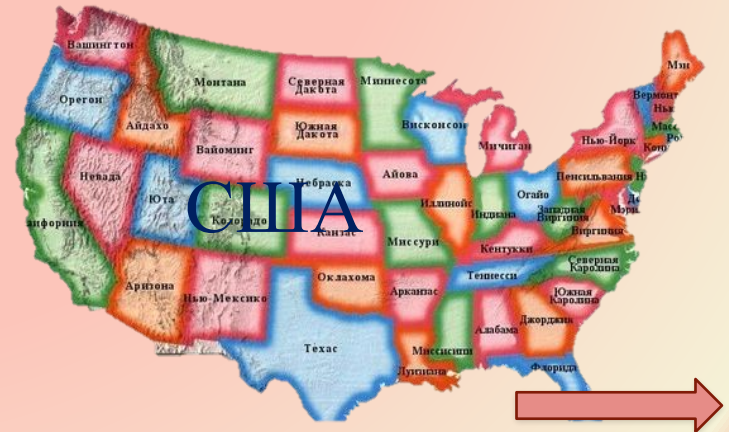 Вашингтон
Мэн
Монтана
Северная
Дакота
Миннесота
Орегон
Вермонт
Айдахо
Южная
Дакота
Висконсон
Нью-Йорк
Мичиган
Вайоминг
Невада
Небраска
Айова
Пенсильвания
Юта
США
Иллинойс
Огайо
Индиана
Западная
Виргиния
Колорадо
Канзас
Виргиния
Миссури
Кентукки
Северная
Каролина
Теннесси
Аризона
Нью-Мексико
Оклахома
Арканзас
Южная
Каролина
Джорджия
Алабама
Техас
Миссисипи
Луизиана
Флорида